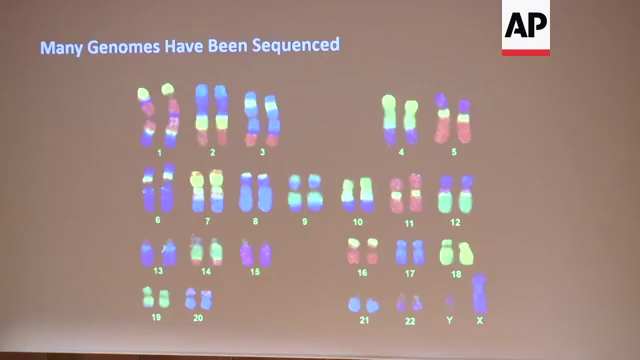 AP
Many Genomes Have Been Sequenced
1 2 3 4 5
6 7 8 9 10 11 12
13 14 15 16 17 18
19 20 21 22 Y X